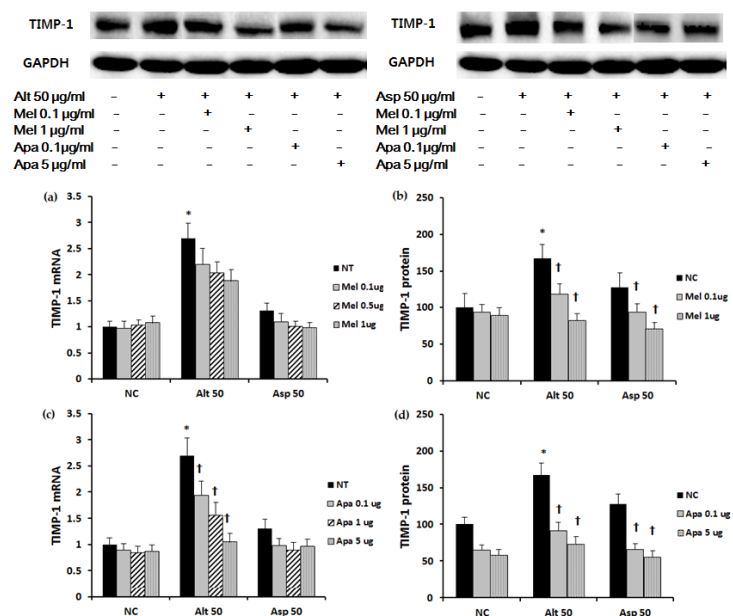 TIMP-1
GAPDH
Alt 50 µg/ml – + + + + +
Mel 0.1 µg/ml – – + – – –
Mel 1 µg/ml – – – + – –
Apa 0.1µg/ml – – – – + –
Apa 5 µg/ml – – – – – +
TIMP-1
GAPDH
Asp 50 µg/ml – + + + + +
Mel 0.1 µg/ml – – + – – –
Mel 1 µg/ml – – – + – –
Apa 0.1 µg/ml – – – – + –
Apa 5 µg/ml – – – – – +
(a)
TIMP-1 mRNA
3.5
3
2.5
2
1.5
1
0.5
0
*
NC Alt 50 Asp 50
NT
Mel 0.1ug
Mel 0.5ug
Mel 1ug
(b)
TIMP-1 protein
250
200
150
100
50
0
* † † † †
NC Alt 50 Asp 50
NC
Mel 0.1ug
Mel 1ug
(c)
TIMP-1 mRNA
3.5
3
2.5
2
1.5
1
0.5
0
* † † †
NC Alt 50 Asp 50
NT
Apa 0.1 ug
Apa 1 ug
Apa 5 ug
(d)
TIMP-1 protein
250
200
150
100
50
0
* † † † †
NC Alt 50 Asp 50
NC
Apa 0.1 ug
Apa 5 ug